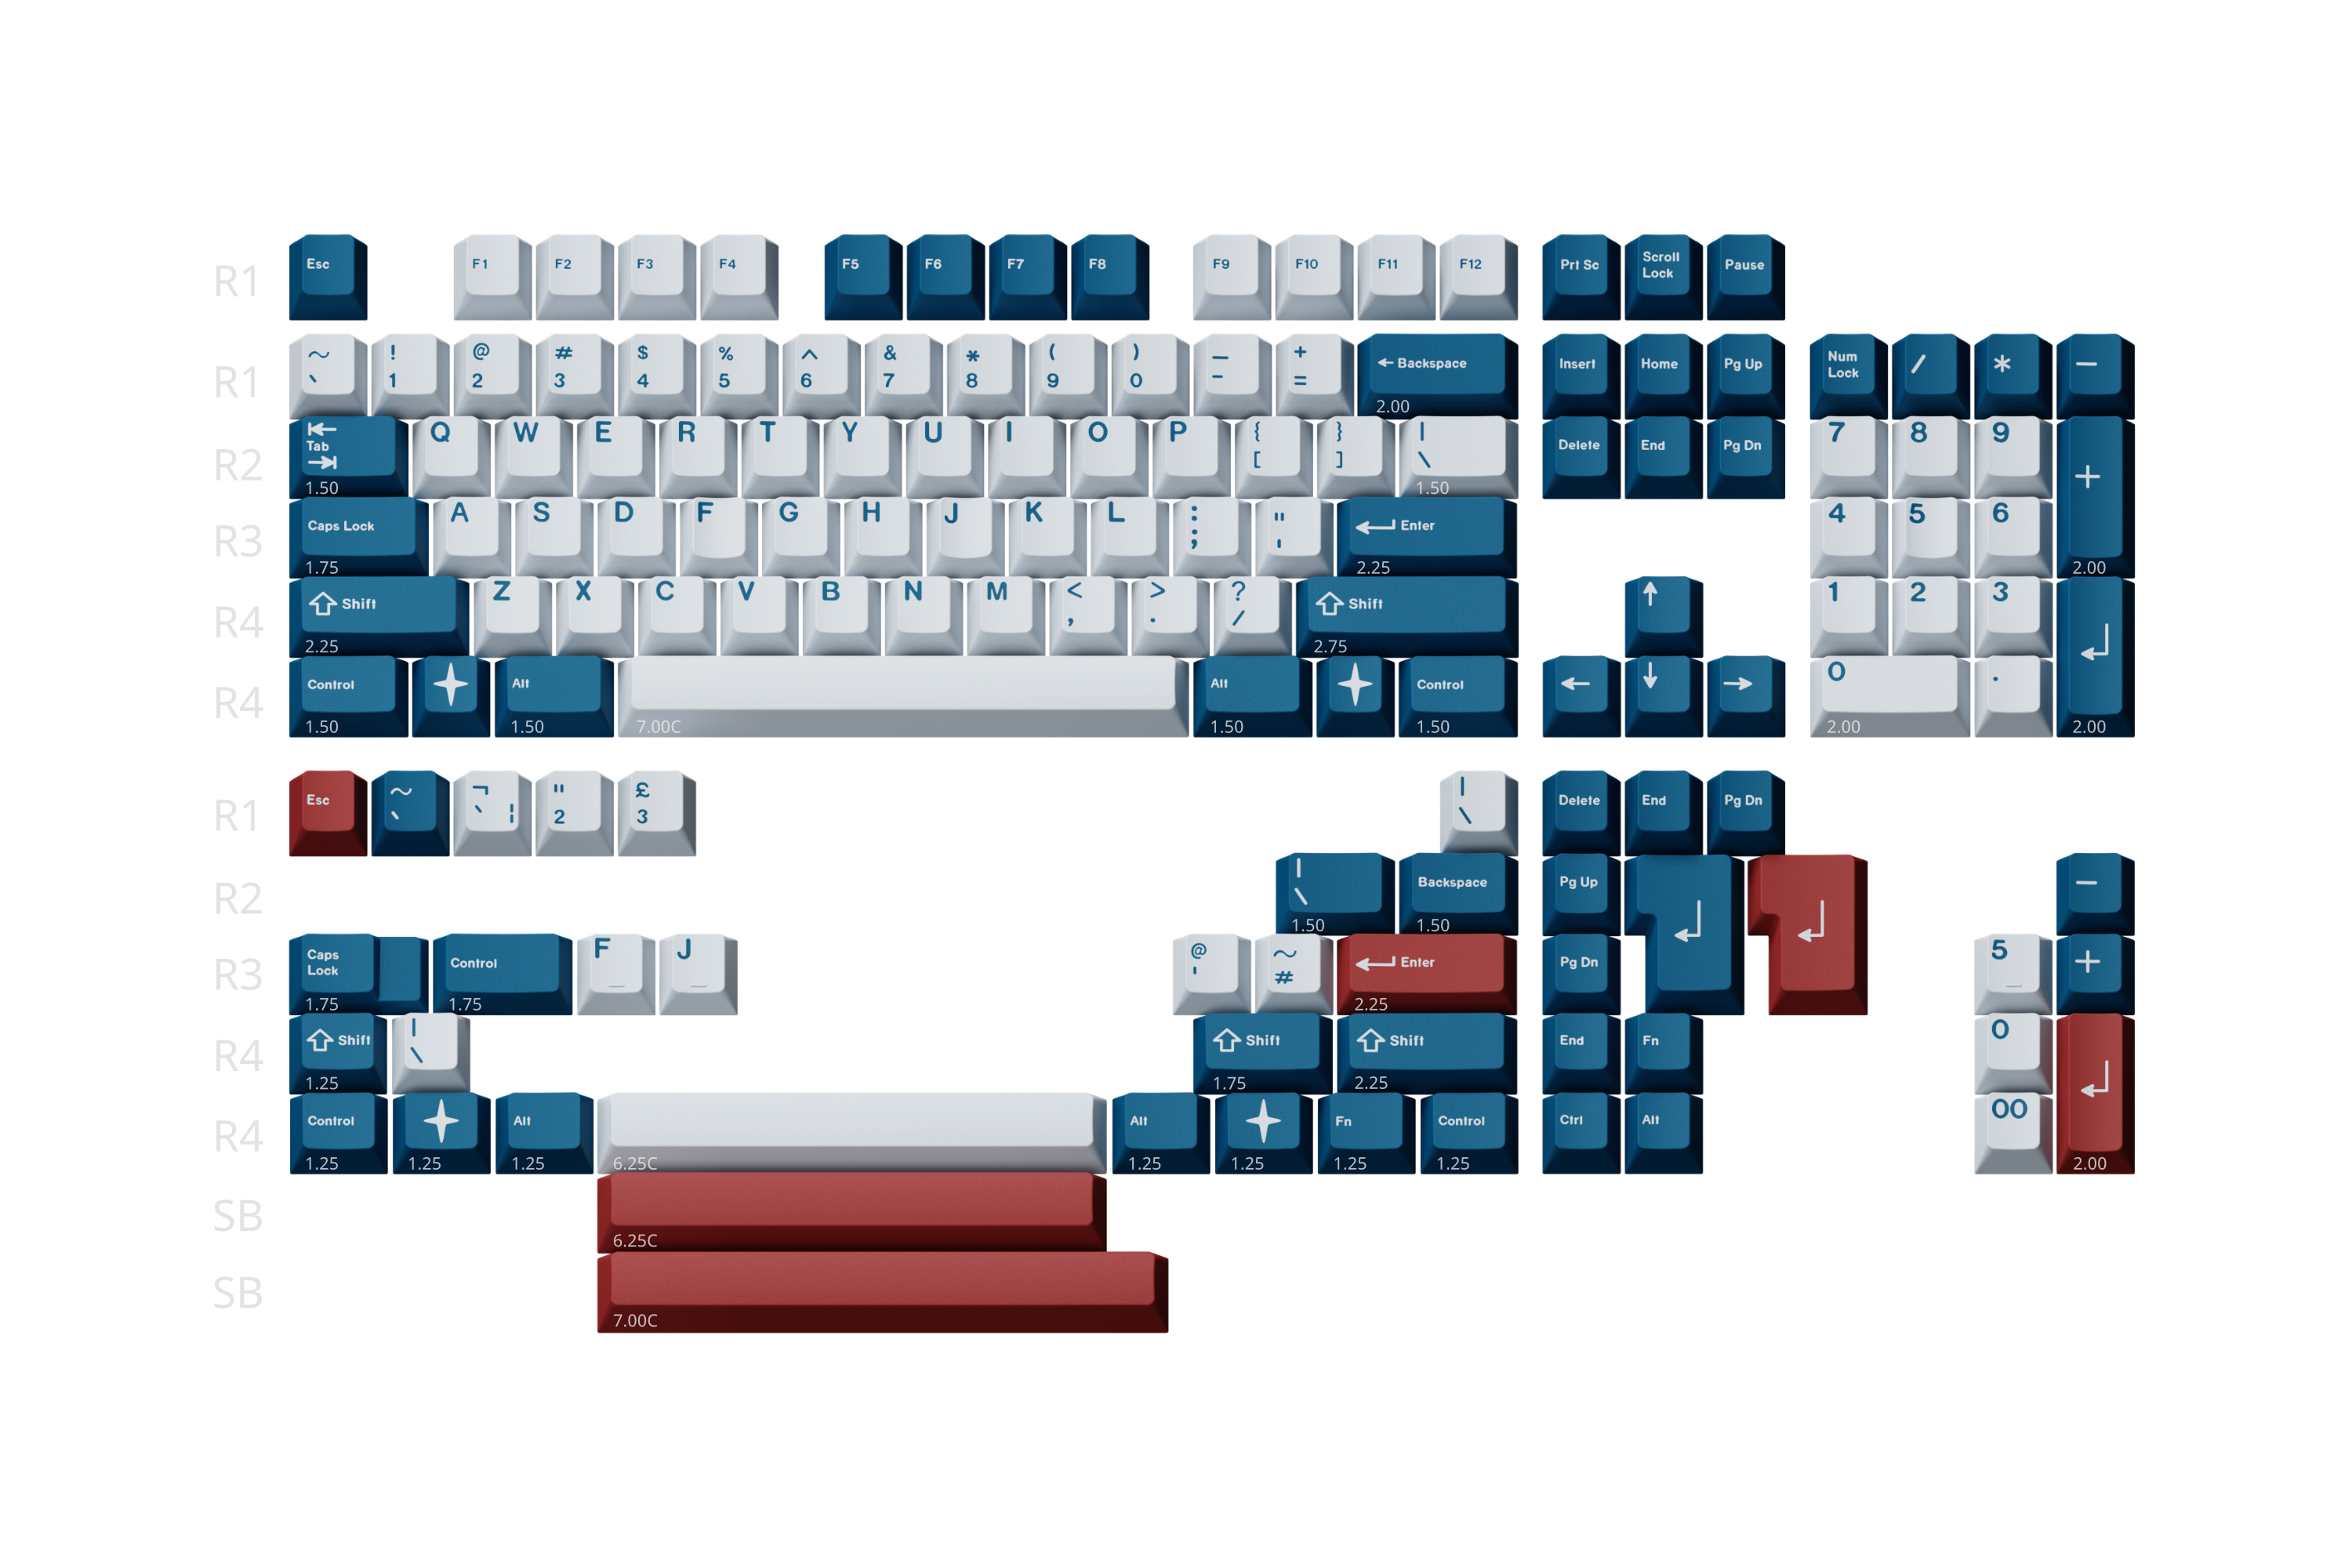 R1 Esc F1 F2 F3 F4 F5 F6 F7 F8 F9 F10 F11 F12 Prt Sc Scroll Lock Pause
R1 ~ ` ! 1 @ 2 # 3 $ 4 % 5 ^ 6 & 7 * 8 ( 9 ) 0 _ - + = ← Backspace 2.00 Insert Home Pg Up Num Lock / * -
R2 Tab 1.50 Q W E R T Y U I O P { [ } ] | \ 1.50 Delete End Pg Dn 7 8 9 + 2.00
R3 Caps Lock 1.75 A S D F G H J K L : ; " ' Enter 2.25 4 5 6
R4 Shift 2.25 Z X C V B N M < , > . ? / Shift 2.75 ↑ 1 2 3 2.00
R4 Control 1.50 Alt 1.50 7.00C Alt 1.50 Control 1.50 ← ↓ → 0 2.00 .
R1 Esc ~ ` ¬ ` ¦ " 2 £ 3 | \ Delete End Pg Dn
R2 | \ 1.50 Backspace 1.50 Pg Up -
R3 Caps Lock 1.75 Control 1.75 F _ J _ @ ' ~ # Enter 2.25 Pg Dn 5 _ +
R4 Shift 1.25 | \ Shift 1.75 Shift 2.25 End Fn 0 2.00
R4 Control 1.25 1.25 Alt 1.25 6.25C Alt 1.25 1.25 Fn 1.25 Control 1.25 Ctrl Alt 00
SB 6.25C
SB 7.00C